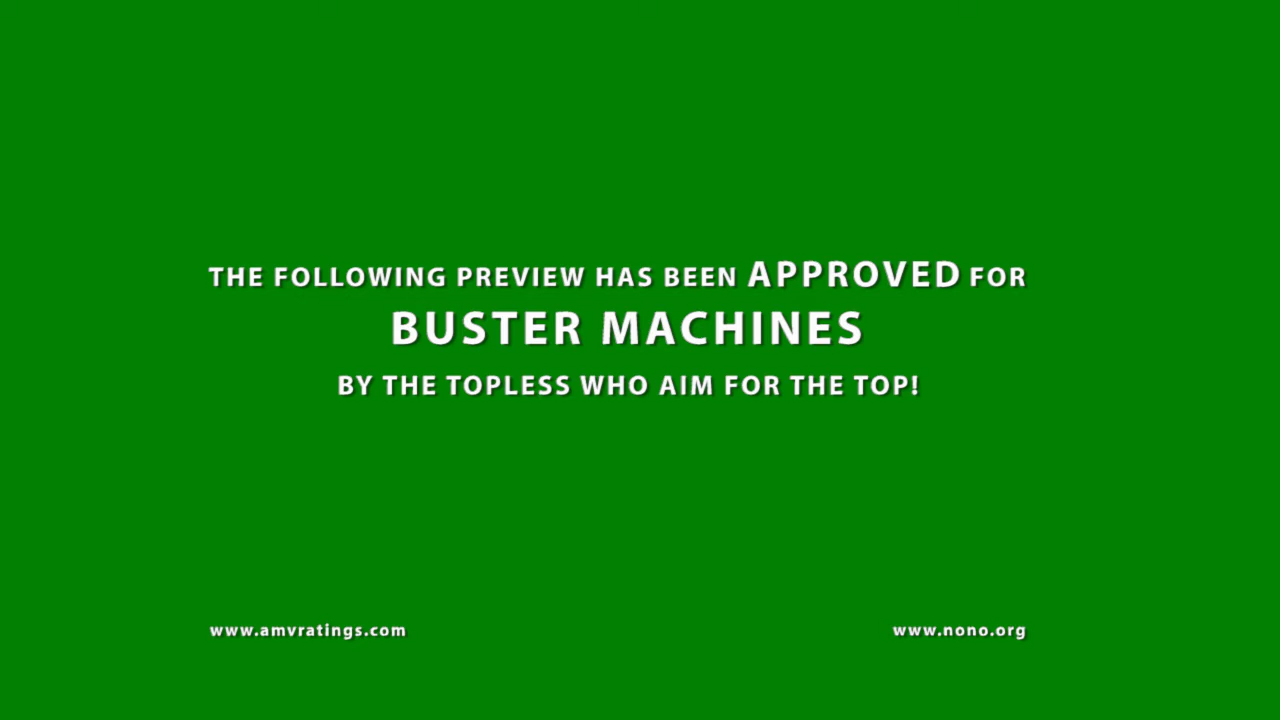 THE FOLLOWING PREVIEW HAS BEEN APPROVED FOR
BUSTER MACHINES
BY THE TOPLESS WHO AIM FOR THE TOP!
www.amvratings.com
www.nono.org